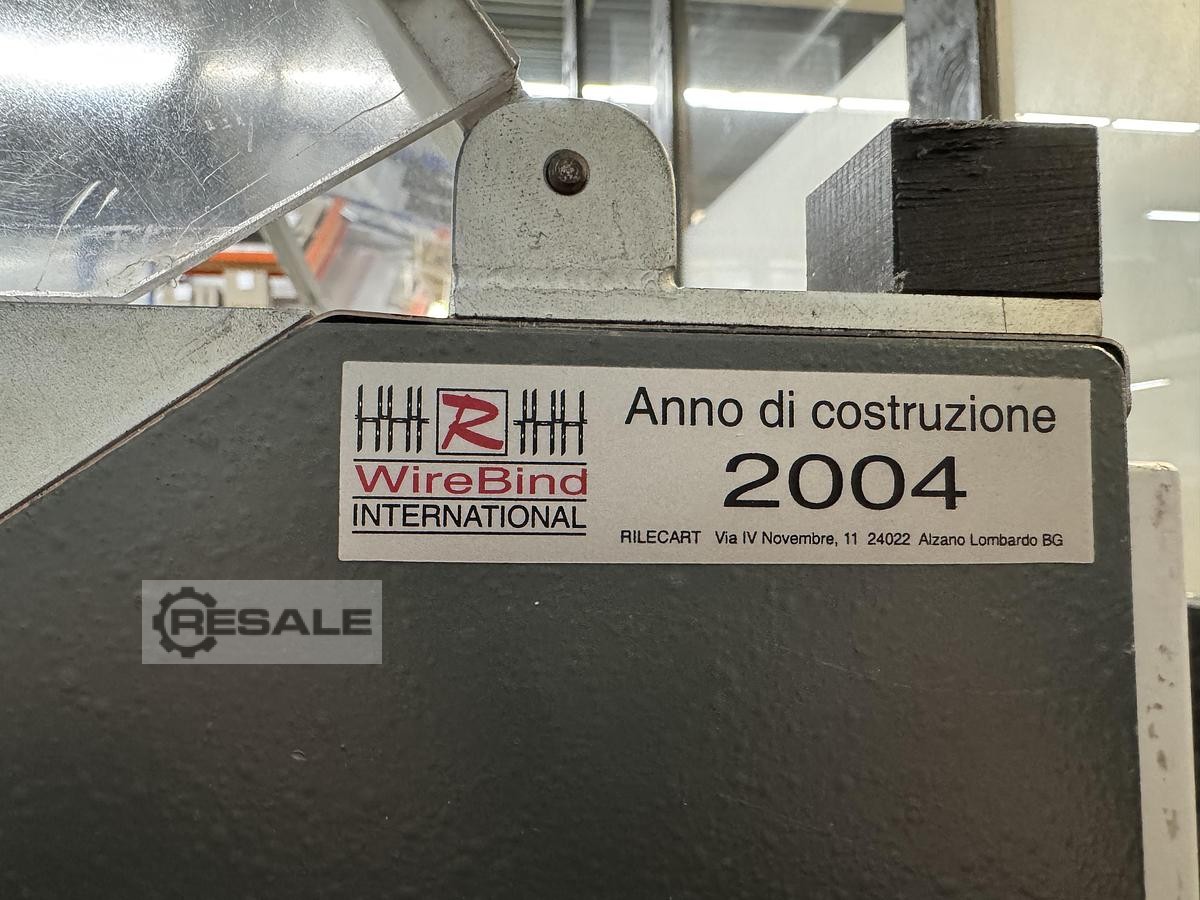 R
WireBind
INTERNATIONAL
Anno di costruzione
2004
RILECART Via IV Novembre, 11 24022 Alzano Lombardo BG
RESALE